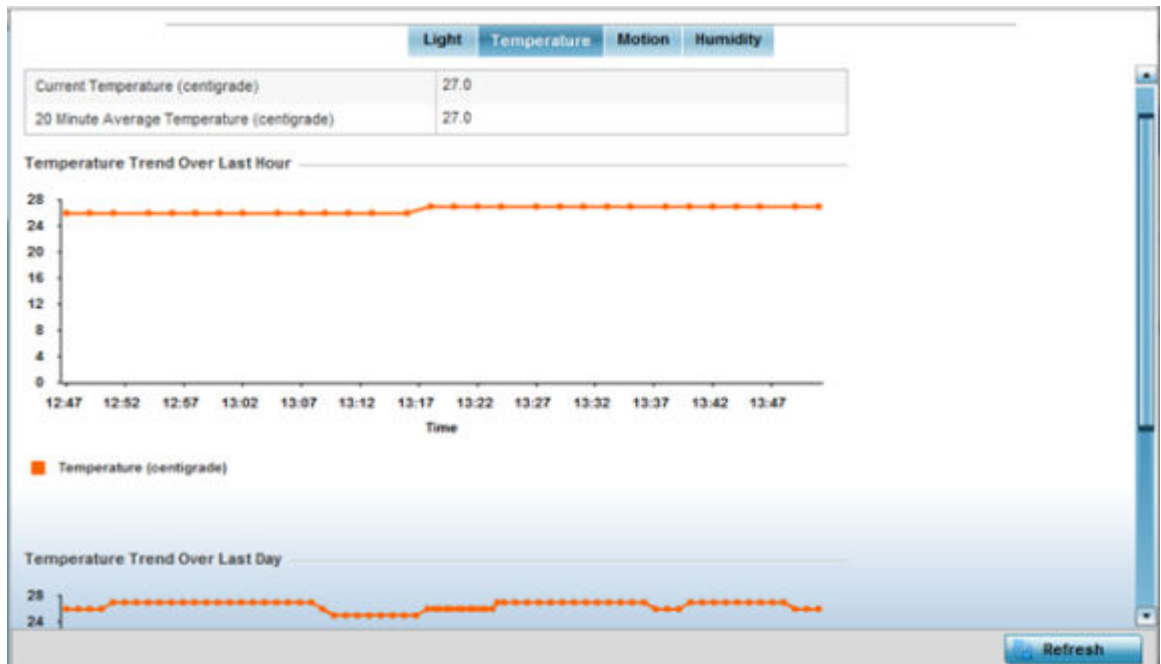 Light Temperature Motion Humidity
Current Temperature (centigrade) 27.0
20 Minute Average Temperature (centigrade) 27.0
Temperature Trend Over Last Hour
28
24
20
16
12
8
4
0
12:47 12:52 12:57 13:02 13:07 13:12 13:17 13:22 13:27 13:32 13:37 13:42 13:47
Time
Temperature (centigrade)
Temperature Trend Over Last Day
28
24
Refresh